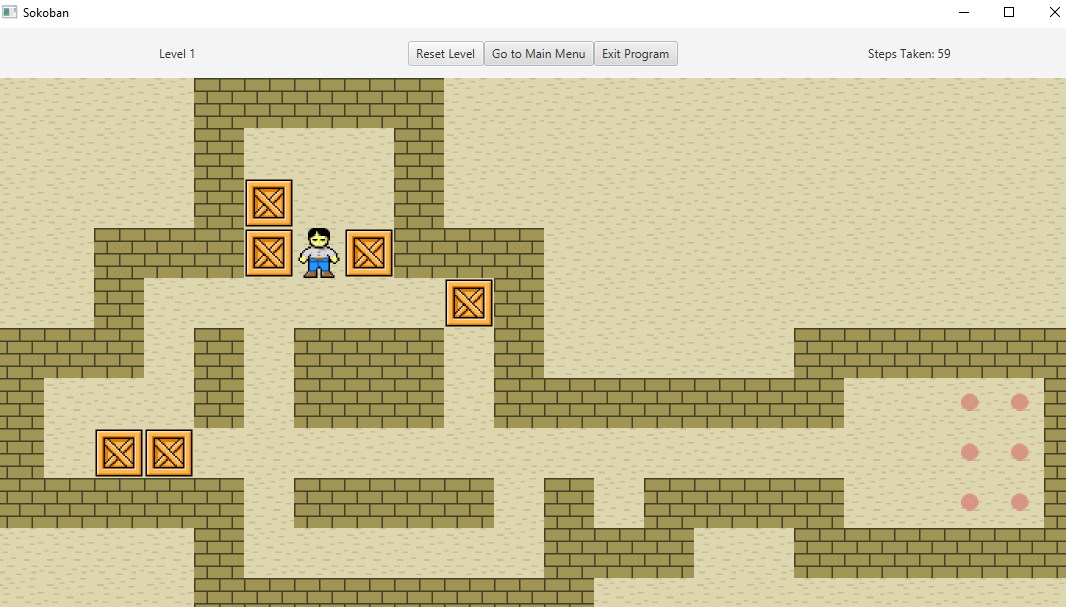 Sokoban
Level 1
Reset Level Go to Main Menu Exit Program
Steps Taken: 59